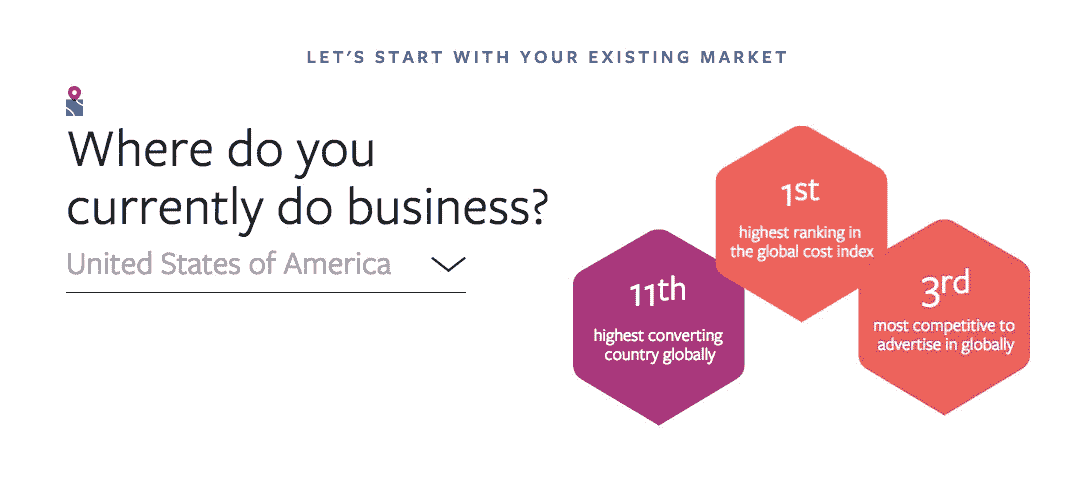 LET'S START WITH YOUR EXISTING MARKET
Where do you
currently do business?
United States of America
11th
highest converting
country globally
1st
highest ranking in
the global cost index
3rd
most competitive to
advertise in globally